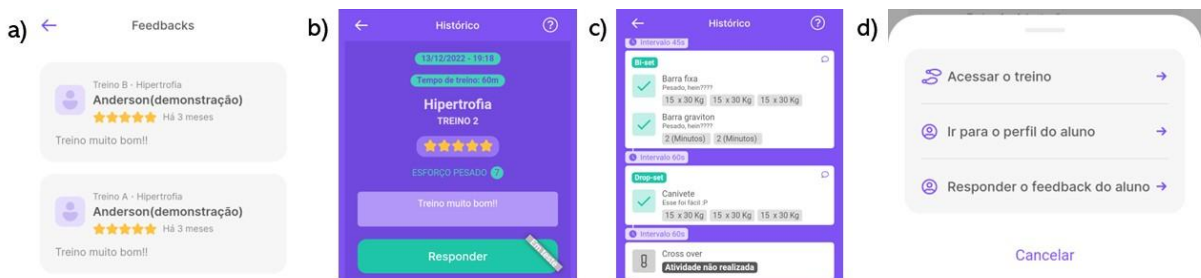 a)
Feedbacks
Treino B - Hipertrofia
Anderson(demonstração)
Há 3 meses
Treino muito bom!!
Treino A - Hipertrofia
Anderson(demonstração)
Há 3 meses
Treino muito bom!!
b)
Histórico
?
13/12/2022 - 19:18
Tempo de treino: 60m
Hipertrofia
TREINO 2
ESFORÇO PESADO ?
Treino muito bom!!
Responder
c)
Histórico
?
Intervalo 45s
Bi-set
Barra fixa
Pesado, hein????
15 x 30 Kg 15 x 30 Kg 15 x 30 Kg
Barra graviton
Pesado, hein????
2 (Minutos) 2 (Minutos)
Intervalo 60s
Drop-set
Canivete
Esse foi fácil :P
15 x 30 Kg 15 x 30 Kg 15 x 30 Kg
Intervalo 60s
Cross over
Atividade não realizada
d)
Acessar o treino
Ir para o perfil do aluno
Responder o feedback do aluno
Cancelar